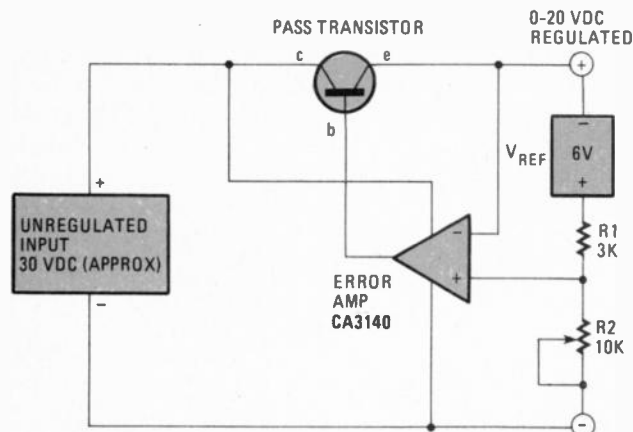 PASS TRANSISTOR
0-20 VDC
REGULATED
c
e
b
+
−
V REF
6V
+
+
UNREGULATED
INPUT
30 VDC (APPROX)
−
−
+
ERROR
AMP
CA3140
R1
3K
R2
10K
−